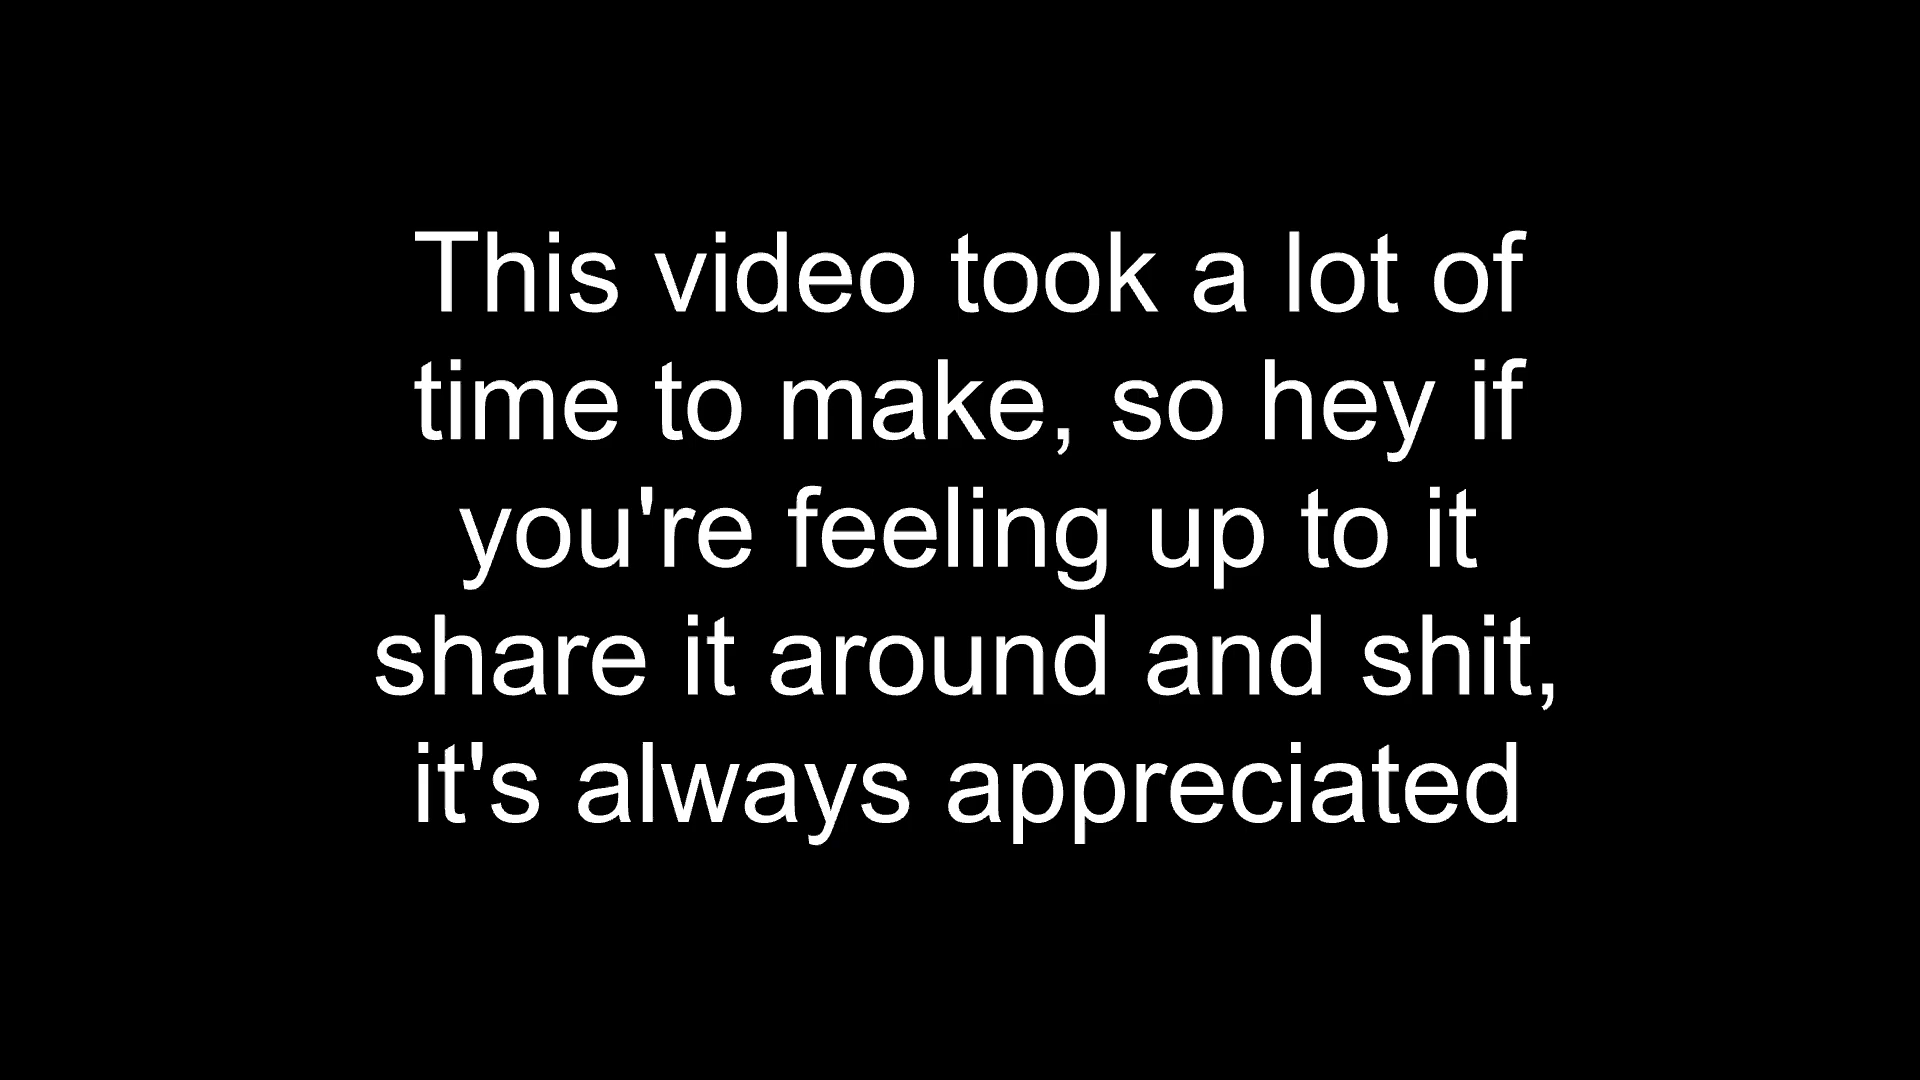 This video took a lot of
time to make, so hey if
you're feeling up to it
share it around and shit,
it's always appreciated